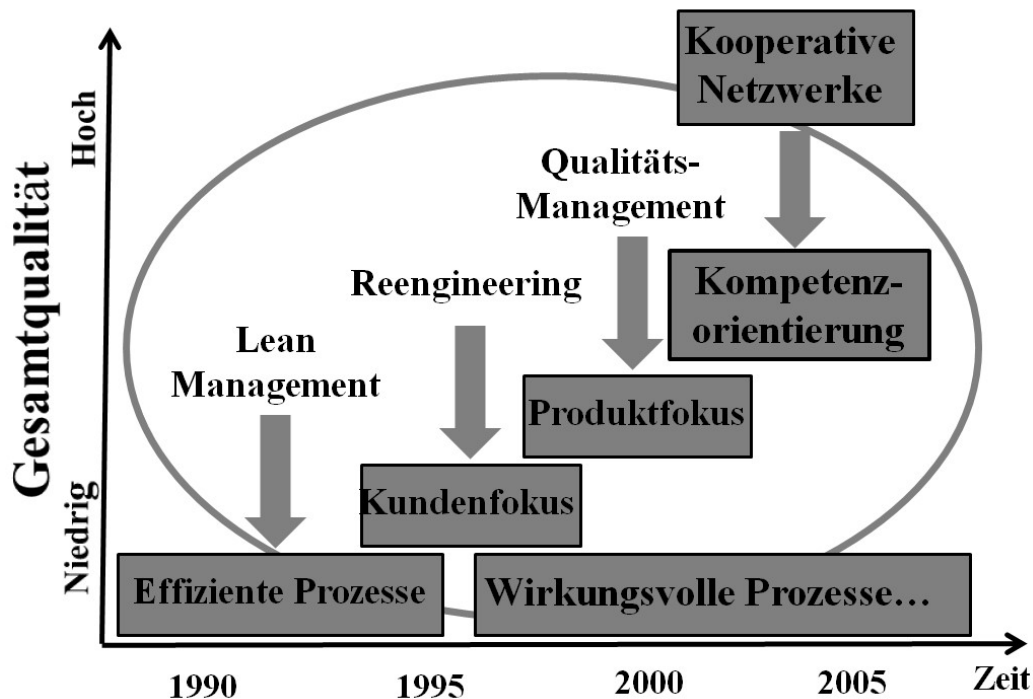 Kooperative
Netzwerke
Hoch
Qualitäts-
Management
Gesamtqualität
Kompetenz-
orientierung
Reengineering
Lean
Management
Produktfokus
Kundenfokus
Niedrig
Effiziente Prozesse
Wirkungsvolle Prozesse…
1990
1995
2000
2005
Zeit